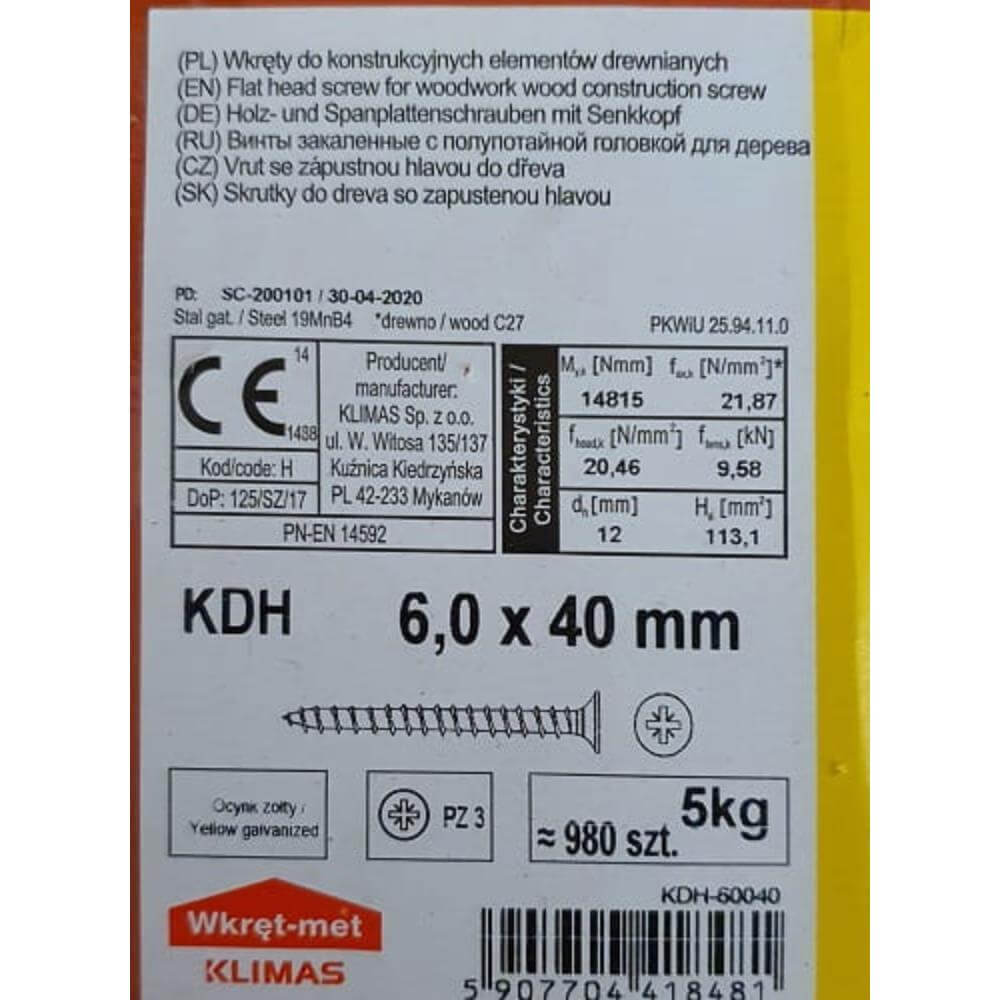 (PL) Wkręty do konstrukcyjnych elementów drewnianych
(EN) Flat head screw for woodwork wood construction screw
(DE) Holz- und Spanplattenschrauben mit Senkkopf
(RU) Винты закаленные с полупотайной головкой для дерева
(CZ) Vrut se zápustnou hlavou do dřeva
(SK) Skrutky do dreva so zapustenou hlavou
PD: SC-200101 / 30-04-2020
Stal gat. / Steel 19MnB4 *drewno / wood C27
PKWiU 25.94.11.0
CE 14
1488
Kod/code: H
DoP: 125/SZ/17
Producent/
manufacturer:
KLIMAS Sp. z o.o.
ul. W. Witosa 135/137
Kuźnica Kiedrzyńska
PL 42-233 Mykanów
PN-EN 14592
Charakterystyki /
Characteristics
My,k [Nmm] fax,k [N/mm²]*
14815 21,87
fhead,k [N/mm²] ftens,k [kN]
20,46 9,58
dh [mm] [mm²]
12 113,1
KDH 6,0 x 40 mm
Ocynk żółty /
Yellow galvanized
PZ 3
5kg
≈ 980 szt.
KDH-60040
Wkręt-met
KLIMAS
5 907704 418481